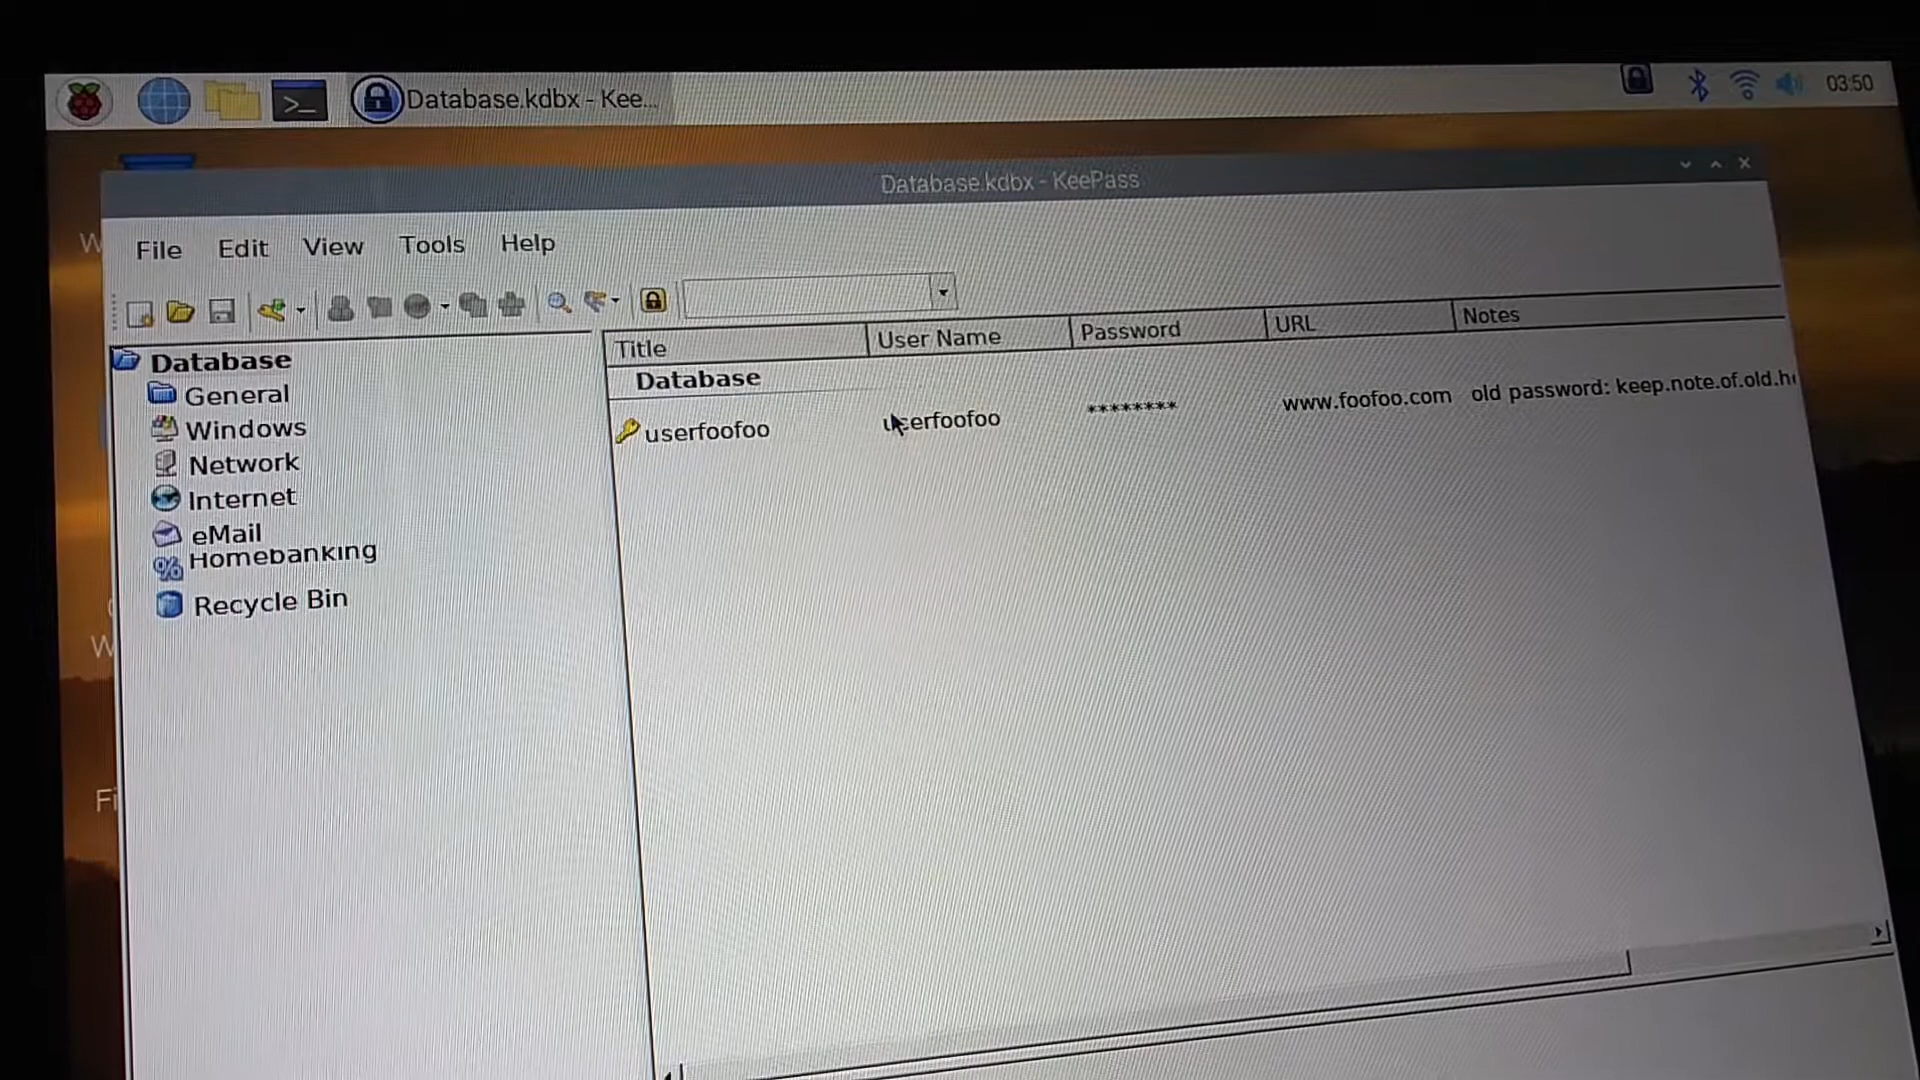 Database.kdbx - Kee...
03:50
Database.kdbx - KeePass
File Edit View Tools Help
Title User Name Password URL Notes
Database
userfoofoo userfoofoo ******** www.foofoo.com old password: keep.note.of.old.h
Database
General
Windows
Network
Internet
eMail
Homebanking
Recycle Bin
W
W
Fi